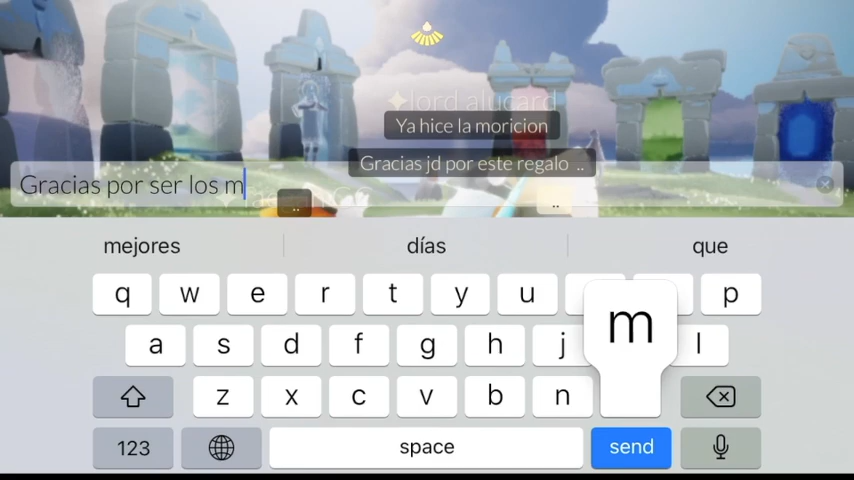 lord alucard
Ya hice la moricion
Gracias jd por este regalo ..
Gracias por ser los m
..
..
mejores días que
q w e r t y u p
a s d f g h j l
m
z x c v b n
123 space send